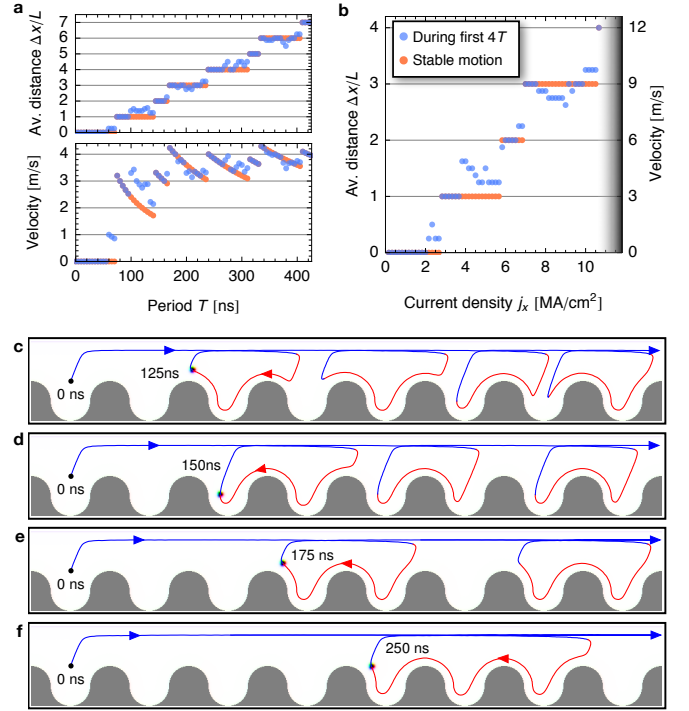 a
Av. distance Δx/L
7
6
5
4
3
2
1
0
Velocity [m/s]
4
3
2
1
0
0 100 200 300 400
Period T [ns]
b
During first 4T
Stable motion
Av. distance Δx/L
4
3
2
1
0
12
9
6
3
0
Velocity [m/s]
0 2 4 6 8 10
Current density jx [MA/cm²]
c
0 ns
125ns
d
0 ns
150ns
e
0 ns
175 ns
f
0 ns
250 ns